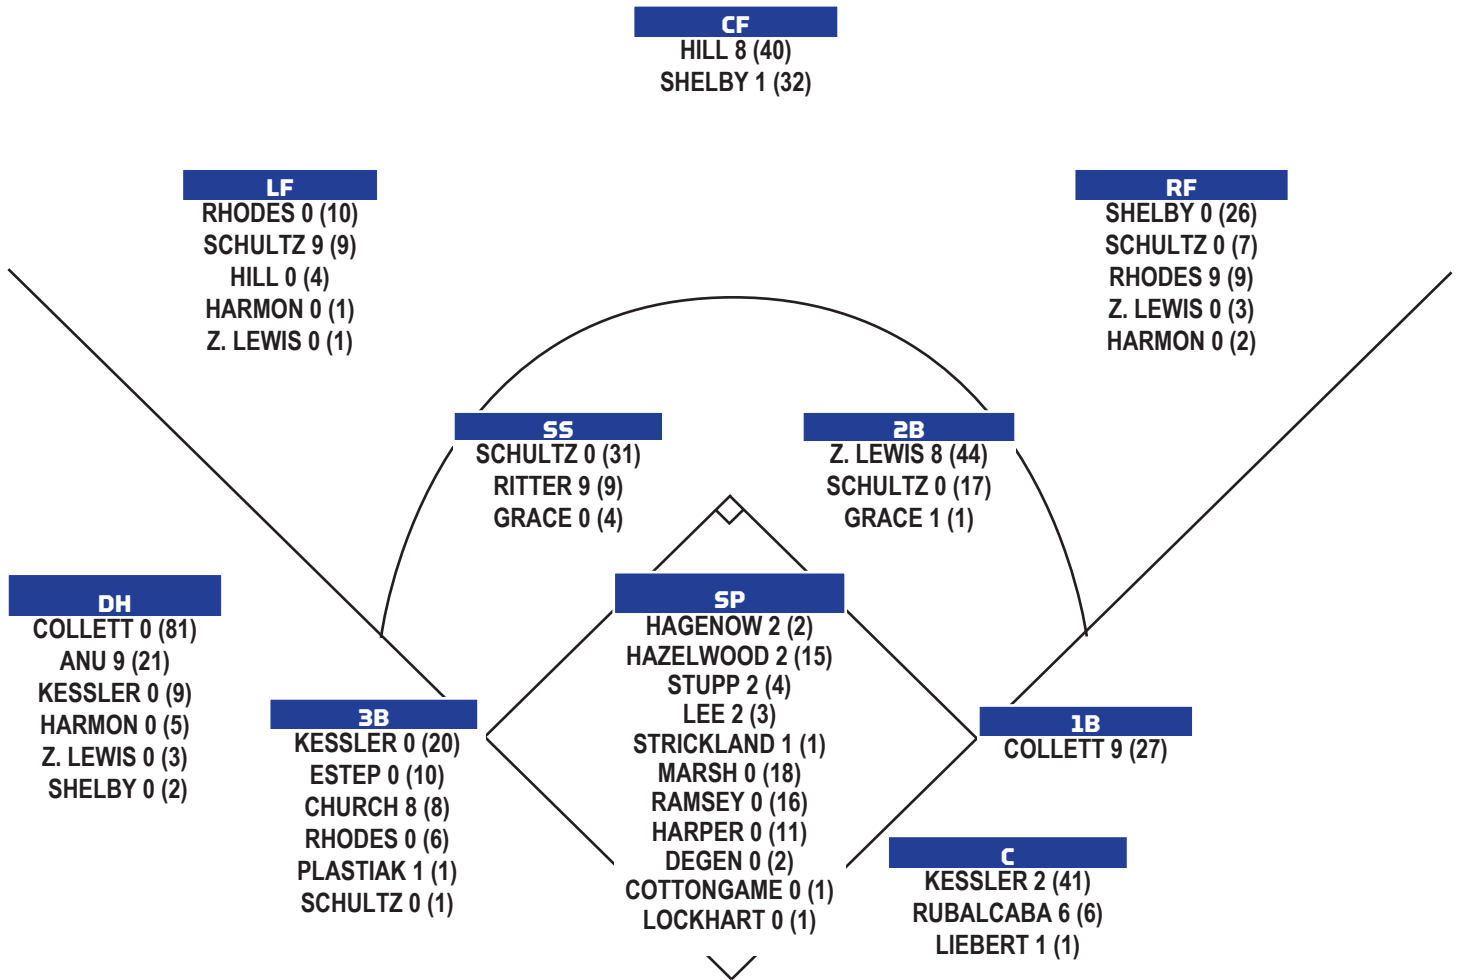 CF
HILL 8 (40)
SHELBY 1 (32)
LF
RHODES 0 (10)
SCHULTZ 9 (9)
HILL 0 (4)
HARMON 0 (1)
Z. LEWIS 0 (1)
RF
SHELBY 0 (26)
SCHULTZ 0 (7)
RHODES 9 (9)
Z. LEWIS 0 (3)
HARMON 0 (2)
SS
SCHULTZ 0 (31)
RITTER 9 (9)
GRACE 0 (4)
2B
Z. LEWIS 8 (44)
SCHULTZ 0 (17)
GRACE 1 (1)
DH
COLLETT 0 (81)
ANU 9 (21)
KESSLER 0 (9)
HARMON 0 (5)
Z. LEWIS 0 (3)
SHELBY 0 (2)
3B
KESSLER 0 (20)
ESTEP 0 (10)
CHURCH 8 (8)
RHODES 0 (6)
PLASTIAK 1 (1)
SCHULTZ 0 (1)
SP
HAGENOW 2 (2)
HAZELWOOD 2 (15)
STUPP 2 (4)
LEE 2 (3)
STRICKLAND 1 (1)
MARSH 0 (18)
RAMSEY 0 (16)
HARPER 0 (11)
DEGEN 0 (2)
COTTONGAME 0 (1)
LOCKHART 0 (1)
1B
COLLETT 9 (27)
C
KESSLER 2 (41)
RUBALCABA 6 (6)
LIEBERT 1 (1)